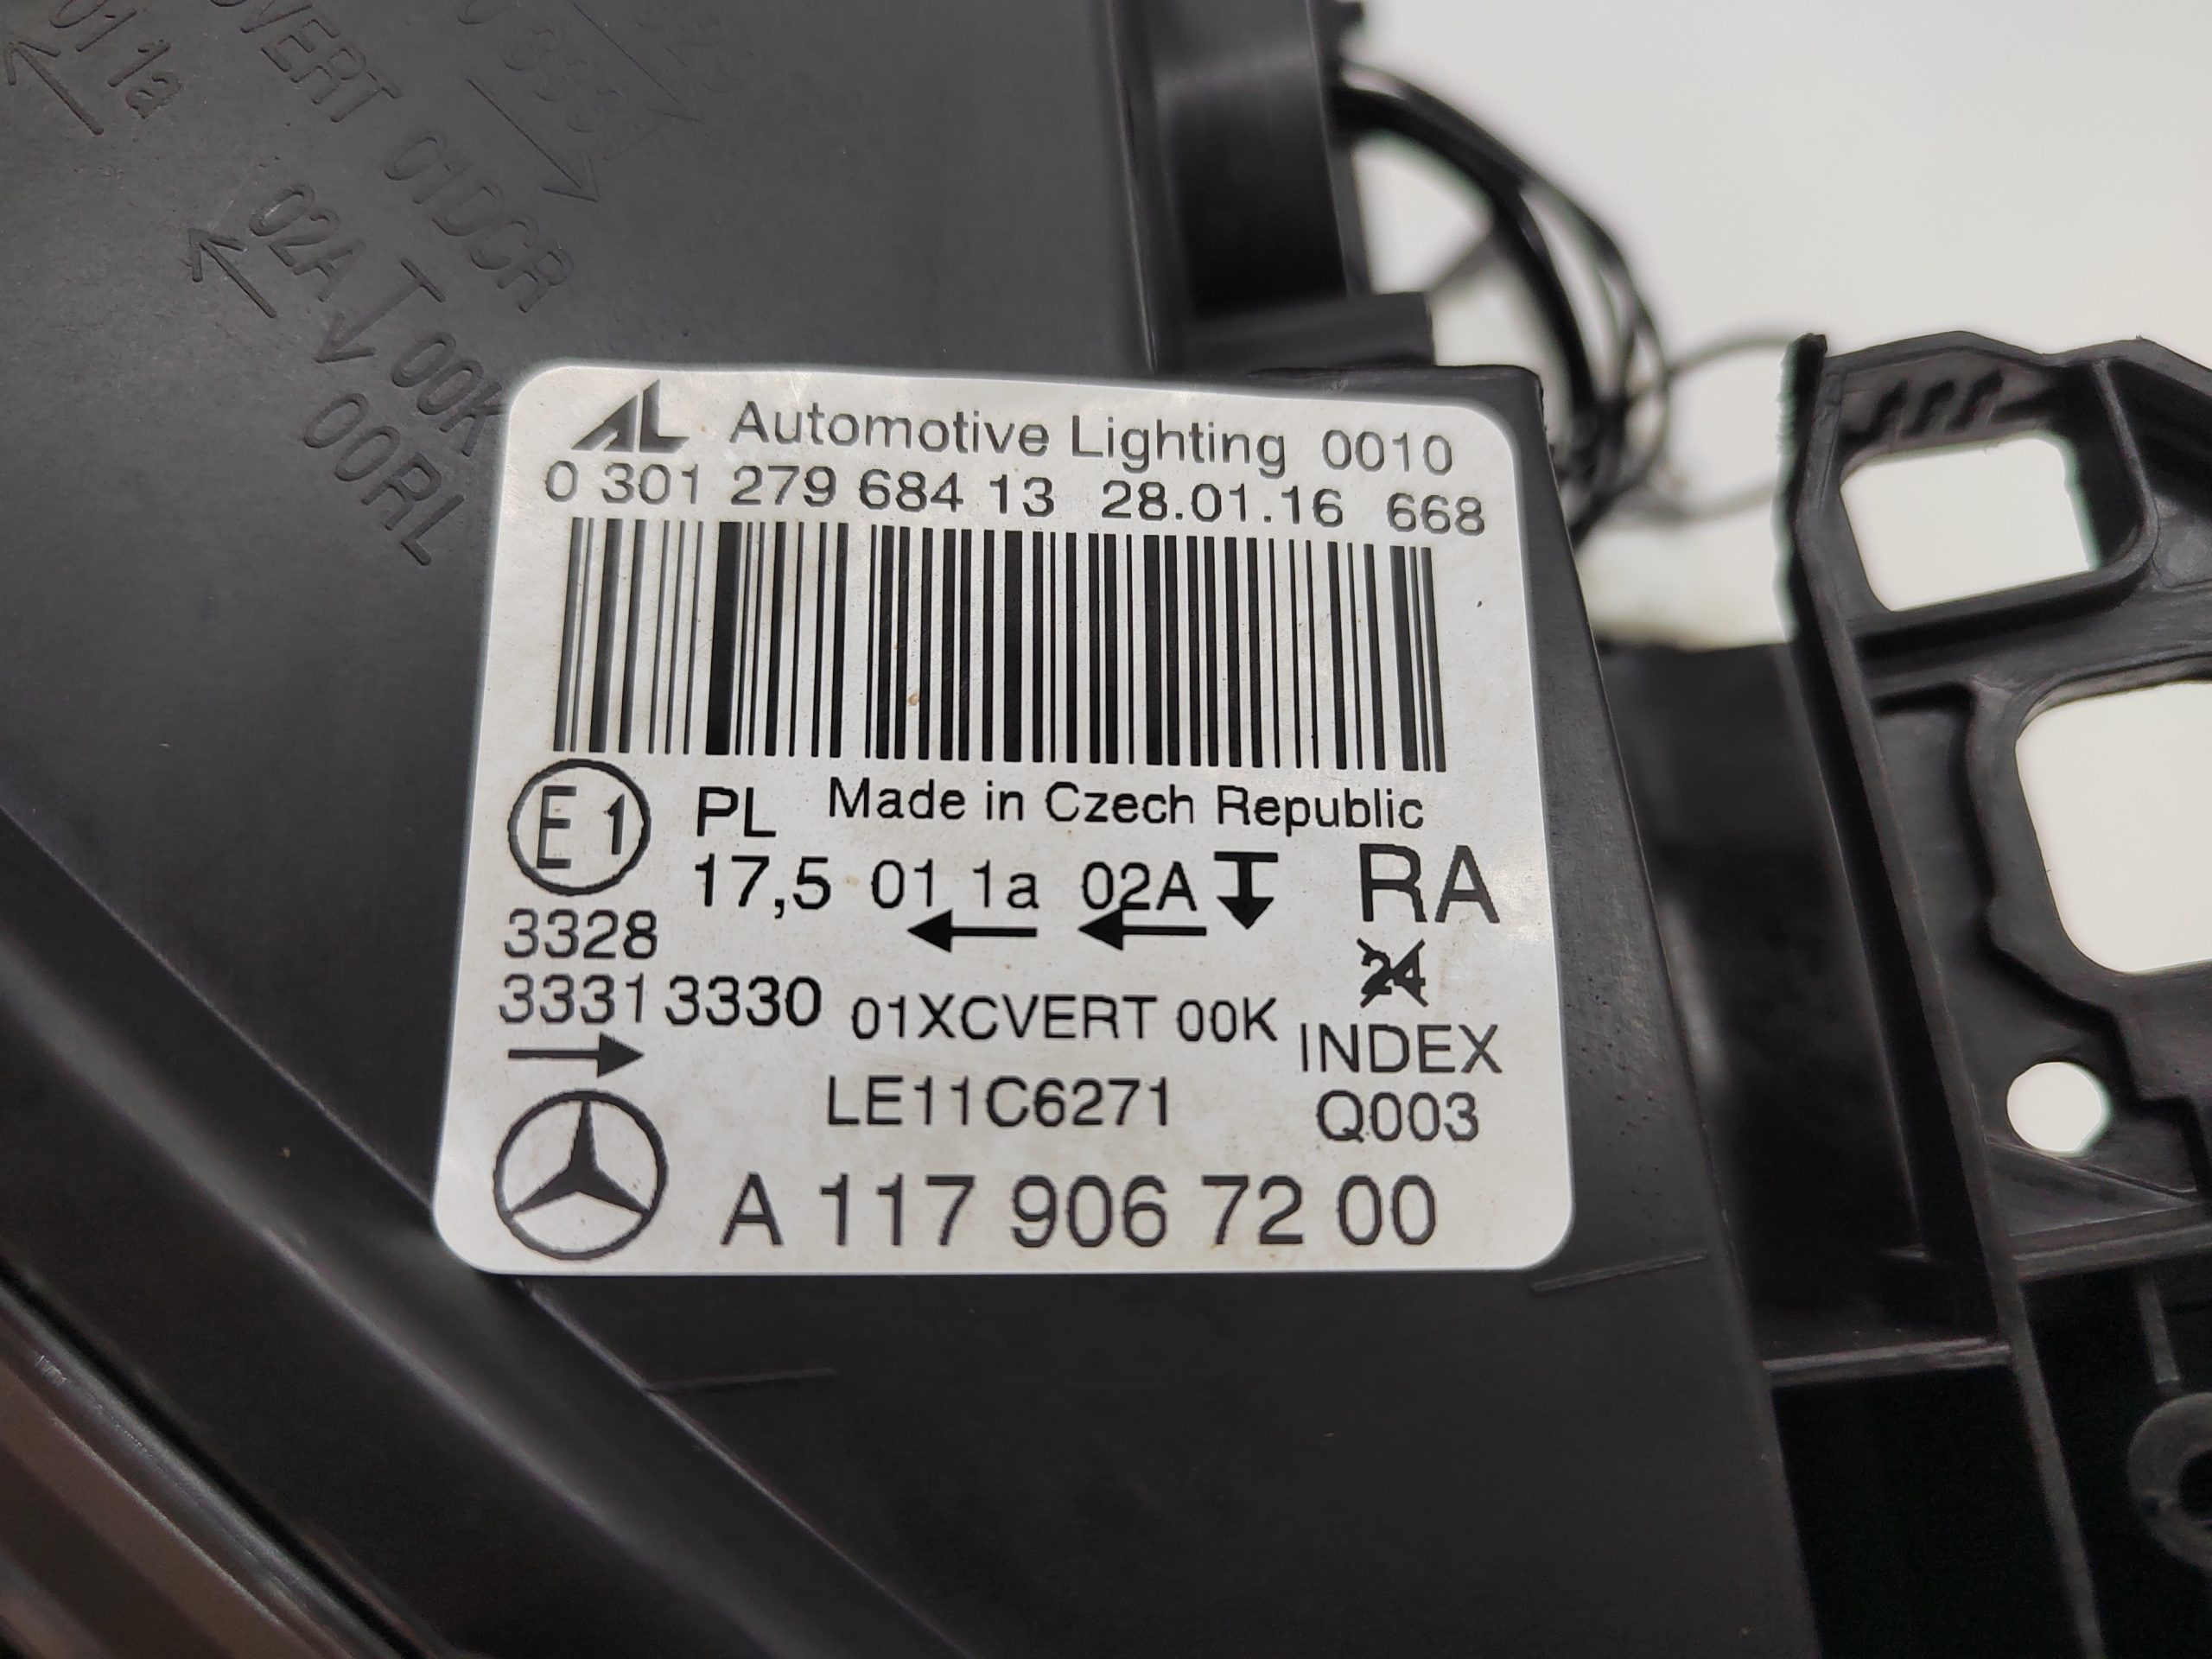 01 1a
VERT 01DCR
02A 00K
00RL
AL Automotive Lighting 0010
0 301 279 684 13 28.01.16 668
E1 PL Made in Czech Republic
17,5 01 1a 02A RA
3328
24
3331 3330 01XCVERT 00K INDEX
LE11C6271 Q003
A 117 906 72 00